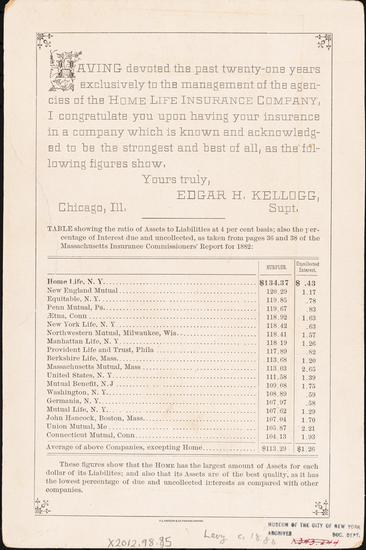 HAVING devoted the past twenty-one years
exclusively to the management of the agen-
cies of the HOME LIFE INSURANCE COMPANY,
I congratulate you upon having your insurance
in a company which is known and acknowledg-
ed to be the strongest and best of all, as the fol-
lowing figures show.
Yours truly,
EDGAR H. KELLOGG,
Chicago, Ill. Supt.
TABLE showing the ratio of Assets to Liabilities at 4 per cent basis; also the per-
centage of Interest due and uncollected, as taken from pages 36 and 38 of the
Massachusetts Insurance Commissioners' Report for 1882:
SURPLUS. Uncollected Interest.
Home Life, N. Y. $134.37 $ .43
New England Mutual 120.29 1.17
Equitable, N. Y. 119.85 .78
Penn Mutual, Pa. 119.67 .83
Ætna, Conn 118.92 1.63
New York Life, N. Y 118.42 .63
Northwestern Mutual, Milwaukee, Wis. 118.41 1.57
Manhattan Life, N. Y 118.19 1.26
Provident Life and Trust, Phila 117.89 .82
Berkshire Life, Mass. 113.68 1.20
Massachusetts Mutual, Mass 113.03 2.65
United States, N. Y. 111.58 1.39
Mutual Benefit, N. J 109.08 1.75
Washington, N. Y. 108.89 .59
Germania, N. Y. 107.97 .58
Mutual Life, N. Y. 107.62 1.29
John Hancock, Boston, Mass. 107.04 1.70
Union Mutual, Me 105.87 2.21
Connecticut Mutual, Conn. 104.13 1.93
Average of above Companies, excepting Home $113.29 $1.26
These figures show that the HOME has the largest amount of Assets for each
dollar of its Liabilites; and also that its Assets are of the best quality, as it has
the lowest percentage of due and uncollected interests as compared with other
companies.
MUSEUM OF THE CITY OF NEW YORK
ARCHIVES DOC. DEPT.
X2012.98.85 Levy c. 1880